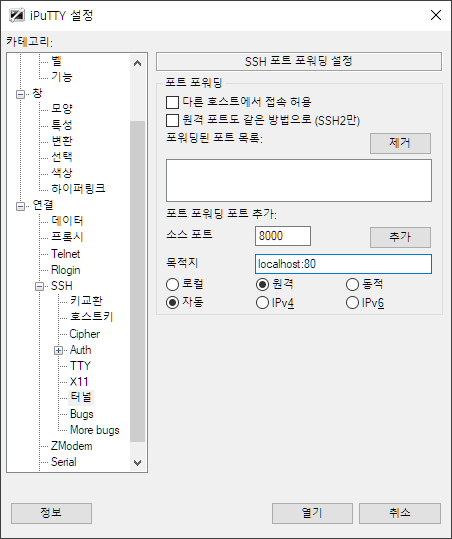 iPuTTY 설정
카테고리:
벨
기능
창
모양
특성
변환
선택
색상
하이퍼링크
연결
데이터
프록시
Telnet
Rlogin
SSH
키교환
호스트키
Cipher
Auth
TTY
X11
터널
Bugs
More bugs
ZModem
Serial
SSH 포트 포워딩 설정
포트 포워딩
다른 호스트에서 접속 허용
원격 포트도 같은 방법으로 (SSH2만)
포워딩된 포트 목록:
제거
포트 포워딩 포트 추가:
소스 포트 8000 추가
목적지 localhost:80
로컬 원격 동적
자동 IPv4 IPv6
정보 열기 취소